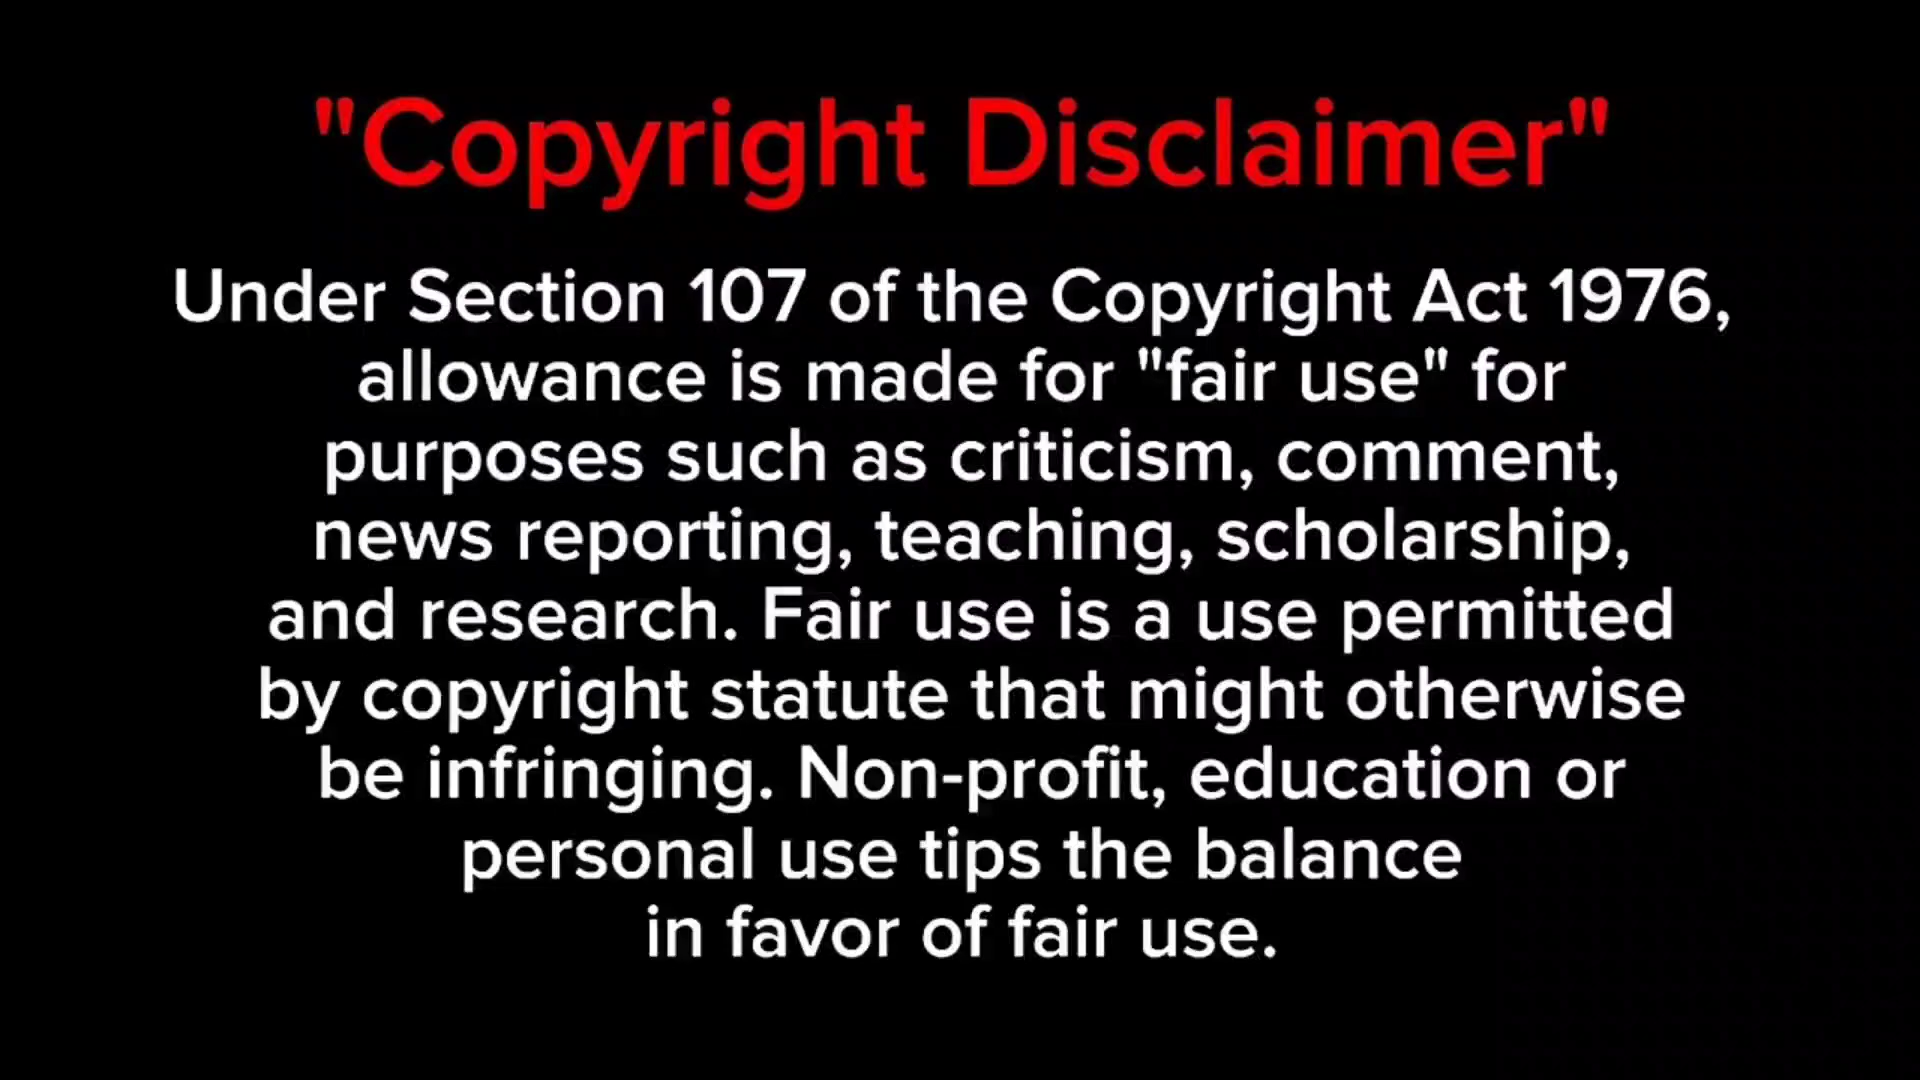 "Copyright Disclaimer"
Under Section 107 of the Copyright Act 1976,
allowance is made for "fair use" for
purposes such as criticism, comment,
news reporting, teaching, scholarship,
and research. Fair use is a use permitted
by copyright statute that might otherwise
be infringing. Non-profit, education or
personal use tips the balance
in favor of fair use.